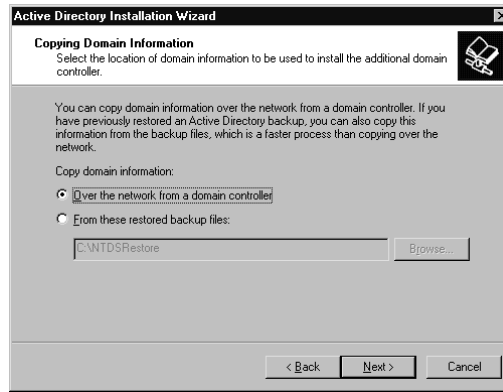 Active Directory Installation Wizard
Copying Domain Information
Select the location of domain information to be used to install the additional domain
controller.
You can copy domain information over the network from a domain controller. If you
have previously restored an Active Directory backup, you can also copy this
information from the backup files, which is a faster process than copying over the
network.
Copy domain information:
Over the network from a domain controller
From these restored backup files:
C:\NTDSRestore
Browse...
< Back
Next >
Cancel